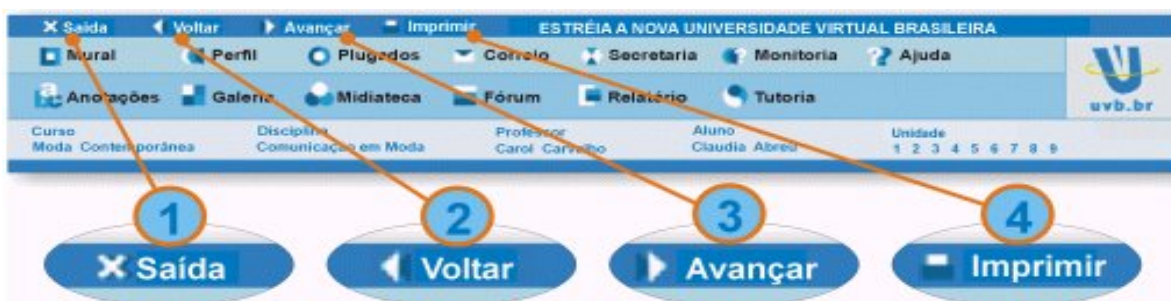 Saída Voltar Avançar Imprimir ESTRÉIA A NOVA UNIVERSIDADE VIRTUAL BRASILEIRA
Mural Perfil Plugados Correio Secretaria Monitoria Ajuda
Anotações Galeria Midiateca Fórum Relatório Tutoria
uvb.br
Curso Disciplina Professor Aluno Unidade
Moda Contemporânea Comunicação em Moda Carol Carvalho Claudia Abreu 1 2 3 4 5 6 7 8 9
1 2 3 4
Saída Voltar Avançar Imprimir